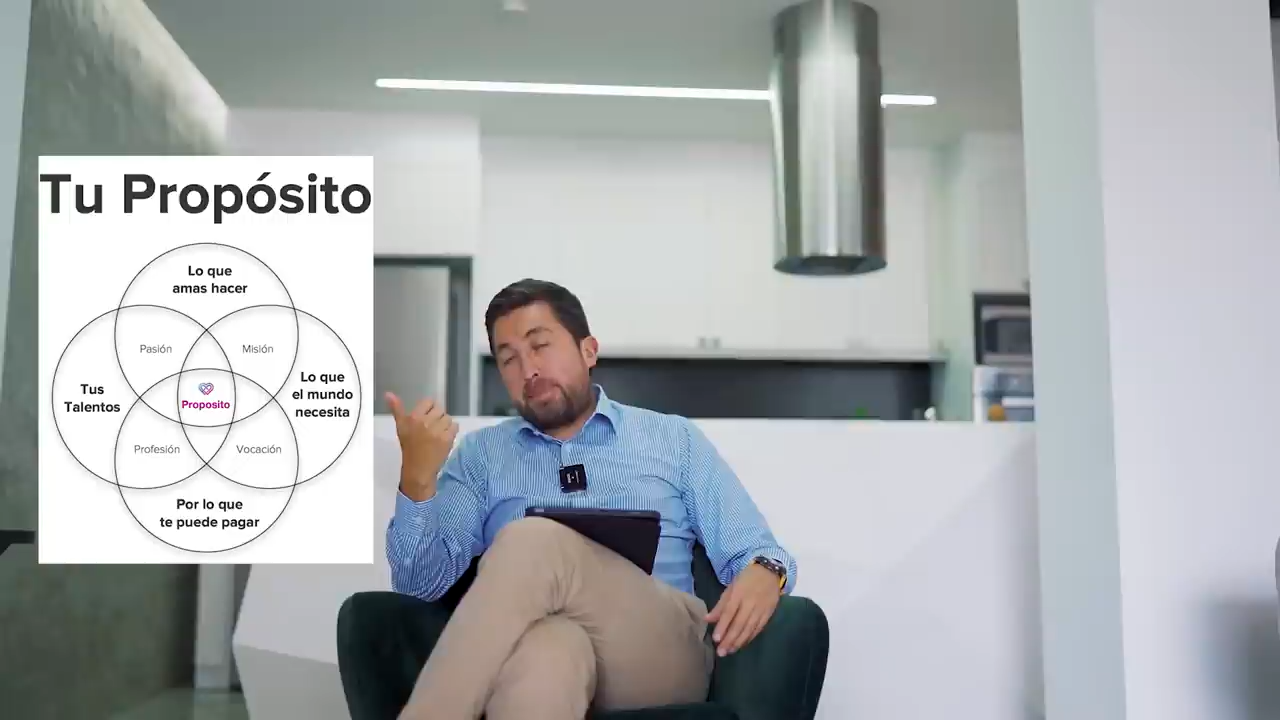 Tu Propósito
Lo que
amas hacer
Pasión
Misión
Tus
Talentos
Proposito
Lo que
el mundo
necesita
Profesión
Vocación
Por lo que
te puede pagar